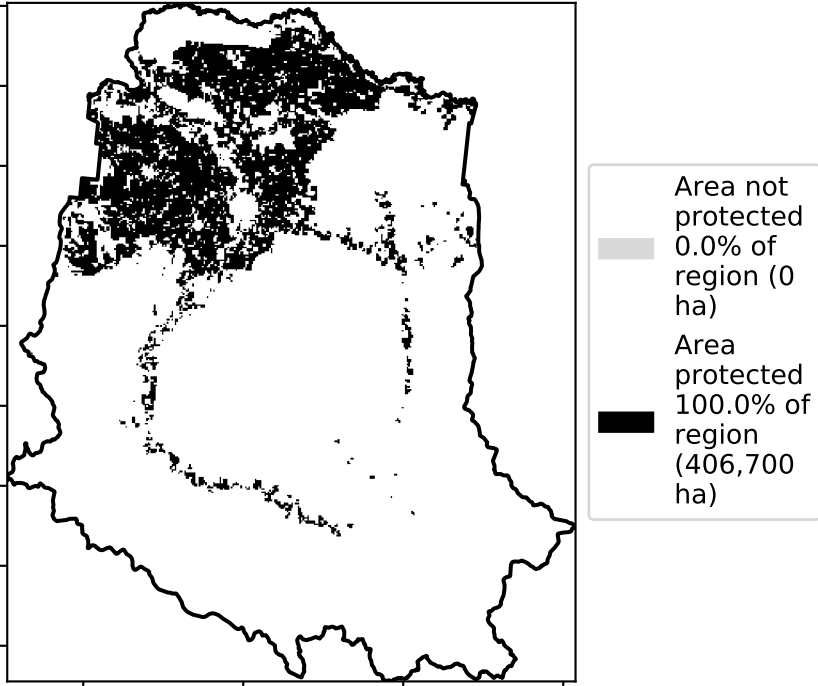 Area not
protected
0.0% of
region (0
ha)
Area
protected
100.0% of
region
(406,700
ha)